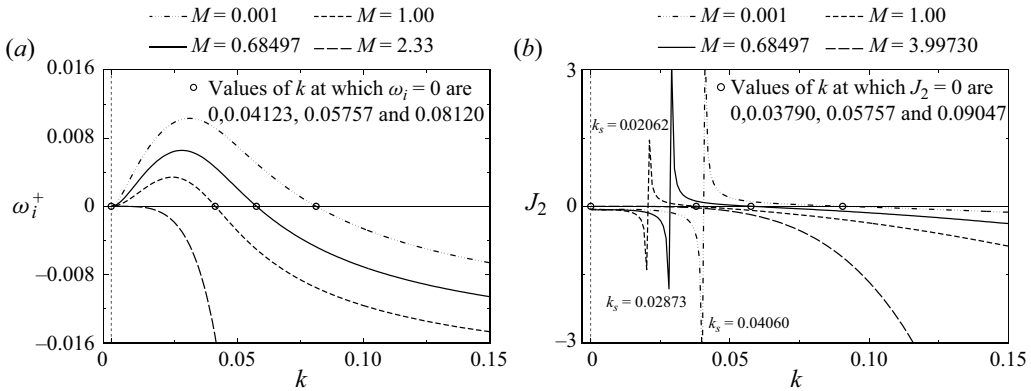 M = 0.001 M = 1.00
M = 0.68497 M = 2.33
(a)
0.016
0.008
0
−0.008
−0.016
ω_i^+
Values of k at which ω_i = 0 are
0,0.04123, 0.05757 and 0.08120
0 0.05 0.10 0.15
k
M = 0.001 M = 1.00
M = 0.68497 M = 3.99730
(b)
3
0
−3
J_2
Values of k at which J_2 = 0 are
0,0.03790, 0.05757 and 0.09047
k_s = 0.02062
k_s = 0.02873
k_s = 0.04060
0 0.05 0.10 0.15
k